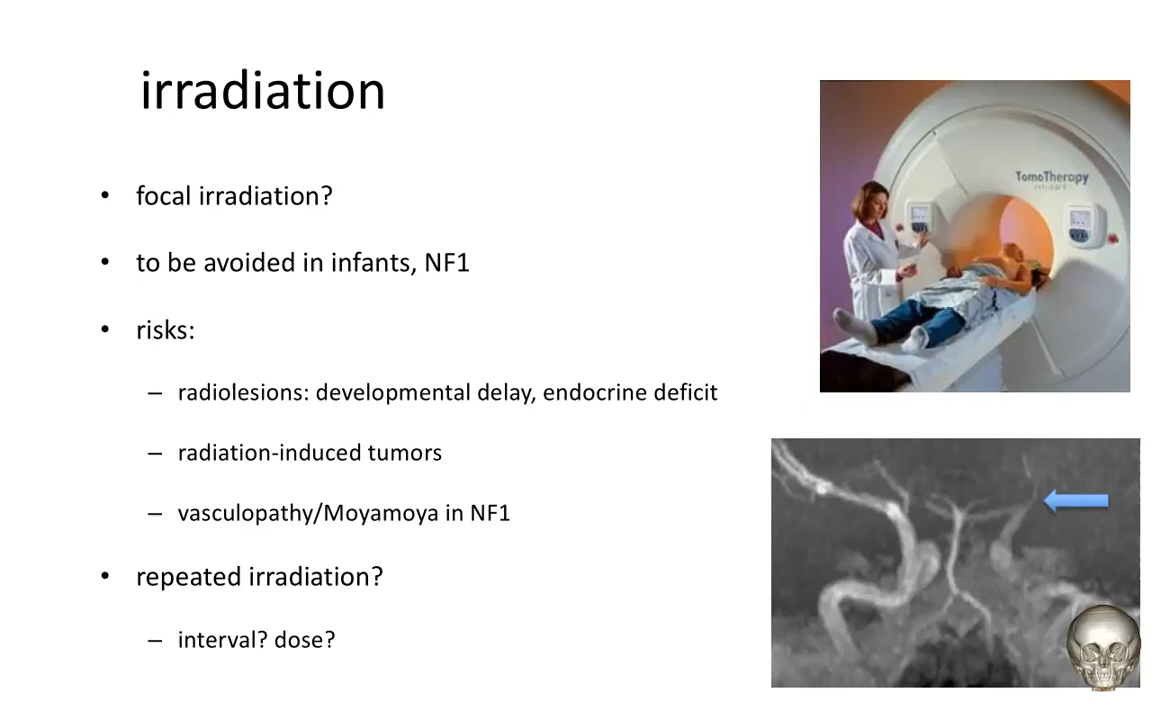 irradiation
• focal irradiation?
• to be avoided in infants, NF1
• risks:
– radiolesions: developmental delay, endocrine deficit
– radiation-induced tumors
– vasculopathy/Moyamoya in NF1
• repeated irradiation?
– interval? dose?
TomoTherapy